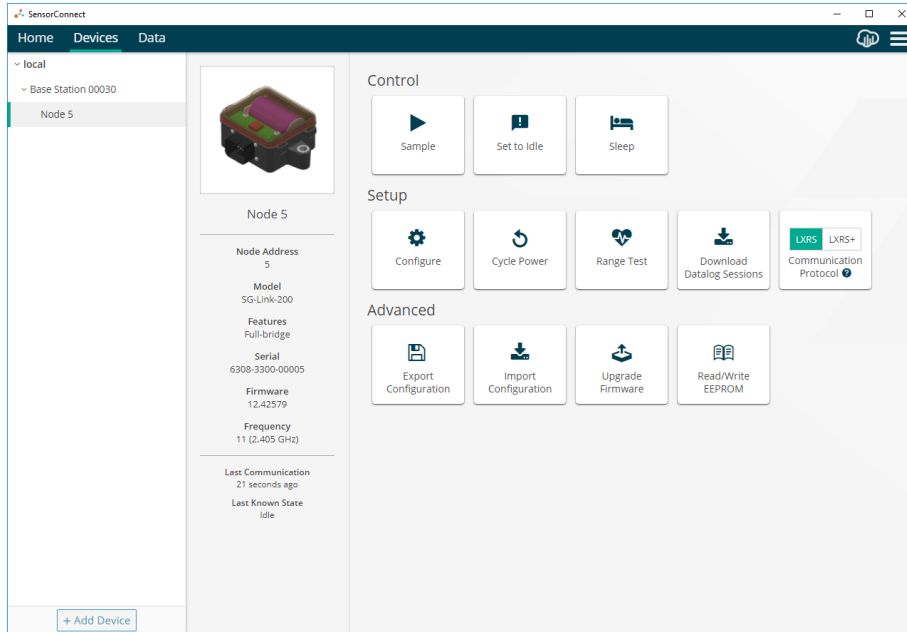 SensorConnect
Home Devices Data
local
Base Station 00030
Node 5
+ Add Device
Node 5
Node Address
5
Model
SG-Link-200
Features
Full-bridge
Serial
6308-3300-00005
Firmware
12.42579
Frequency
11 (2.405 GHz)
Last Communication
21 seconds ago
Last Known State
Idle
Control
Sample
Set to Idle
Sleep
Setup
Configure
Cycle Power
Range Test
Download
Datalog Sessions
LXRS LXRS+
Communication
Protocol ?
Advanced
Export
Configuration
Import
Configuration
Upgrade
Firmware
Read/Write
EEPROM